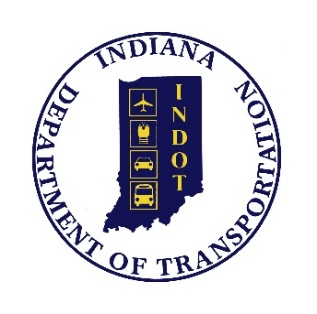 INDIANA
DEPARTMENT OF TRANSPORTATION
INDOT